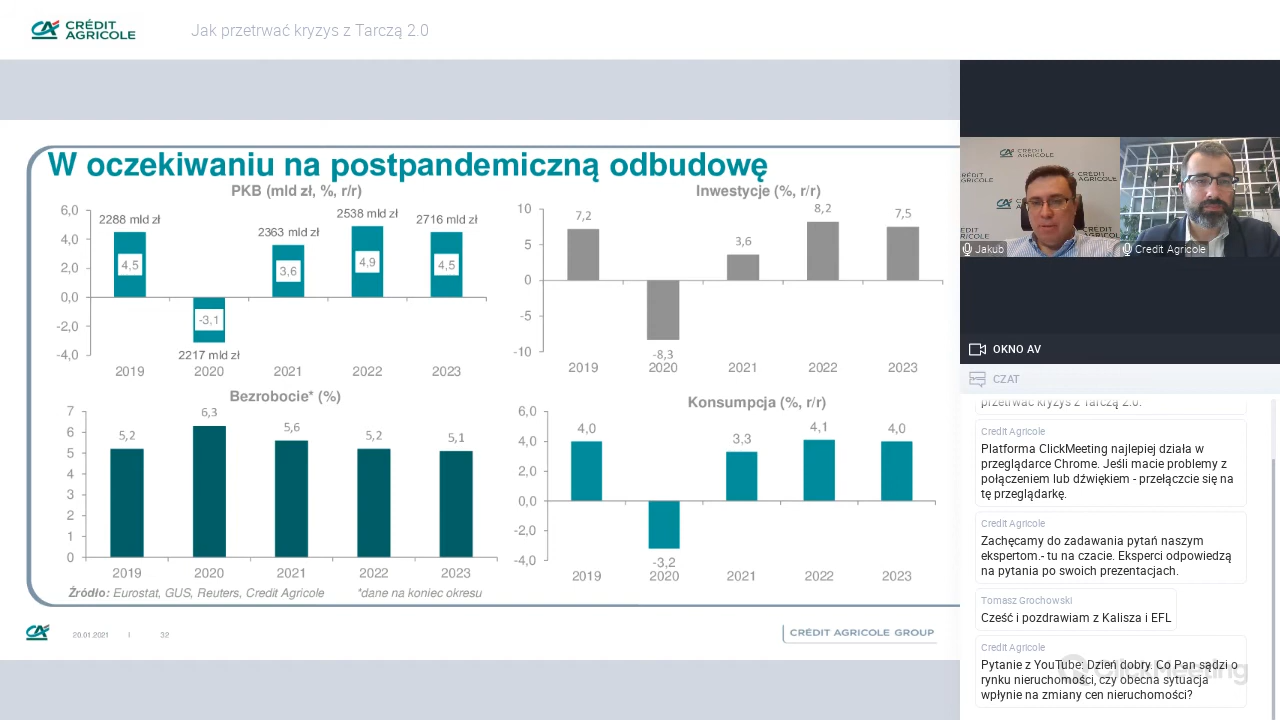 CRÉDIT
AGRICOLE
Jak przetrwać kryzys z Tarczą 2.0
W oczekiwaniu na postpandemiczną odbudowę
PKB (mld zł, %, r/r)
6,0
4,0
2,0
0,0
-2,0
-4,0
2288 mld zł
2217 mld zł
2363 mld zł
2538 mld zł
2716 mld zł
4,5
-3,1
3,6
4,9
4,5
2019 2020 2021 2022 2023
Inwestycje (%, r/r)
10
5
0
-5
-10
7,2
-8,3
3,6
8,2
7,5
2019 2020 2021 2022 2023
Bezrobocie* (%)
7
6
5
4
3
2
1
0
5,2
6,3
5,6
5,2
5,1
2019 2020 2021 2022 2023
Konsumpcja (%, r/r)
6,0
4,0
2,0
0,0
-2,0
-4,0
4,0
-3,2
3,3
4,1
4,0
2019 2020 2021 2022 2023
Źródło: Eurostat, GUS, Reuters, Credit Agricole *dane na koniec okresu
20.01.2021 | 32
CRÉDIT AGRICOLE GROUP
CRÉDIT
AGRICOLE
Jakub
Credit Agricole
OKNO AV
CZAT
przetrwać kryzys z Tarczą 2.0.
Credit Agricole
Platforma ClickMeeting najlepiej działa w
przeglądarce Chrome. Jeśli macie problemy z
połączeniem lub dźwiękiem - przełączcie się na
tę przeglądarkę.
Credit Agricole
Zachęcamy do zadawania pytań naszym
ekspertom.- tu na czacie. Eksperci odpowiedzą
na pytania po swoich prezentacjach.
Tomasz Grochowski
Cześć i pozdrawiam z Kalisza i EFL
Credit Agricole
Pytanie z YouTube: Dzień dobry. Co Pan sądzi o
rynku nieruchomości, czy obecna sytuacja
wpłynie na zmiany cen nieruchomości?
ClickMeeting